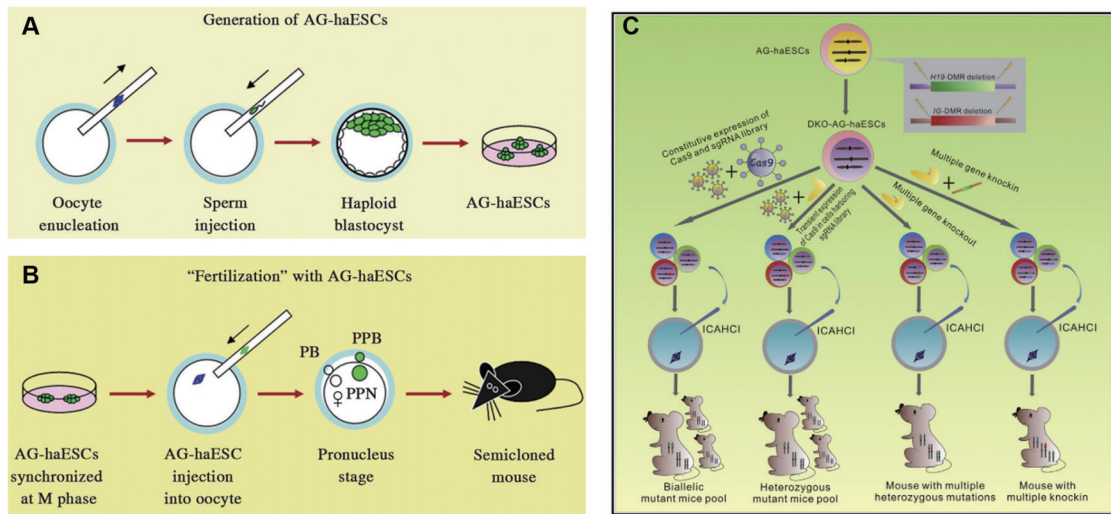 A
Generation of AG-haESCs
Oocyte
enucleation
Sperm
injection
Haploid
blastocyst
AG-haESCs
B
“Fertilization” with AG-haESCs
PB
PPB
PPN
♀
AG-haESCs
synchronized
at M phase
AG-haESC
injection
into oocyte
Pronucleus
stage
Semicloned
mouse
C
AG-haESCs
H19-DMR deletion
IG-DMR deletion
DKO-AG-haESCs
Constitutive expression of
Cas9 and sgRNA library
Cas9
Transient expression
of Cas9 in cells harboring
sgRNA library
Multiple gene knockout
Multiple gene knockin
ICAHCI
ICAHCI
ICAHCI
ICAHCI
Biallelic
mutant mice pool
Heterozygous
mutant mice pool
Mouse with multiple
heterozygous mutations
Mouse with
multiple knockin